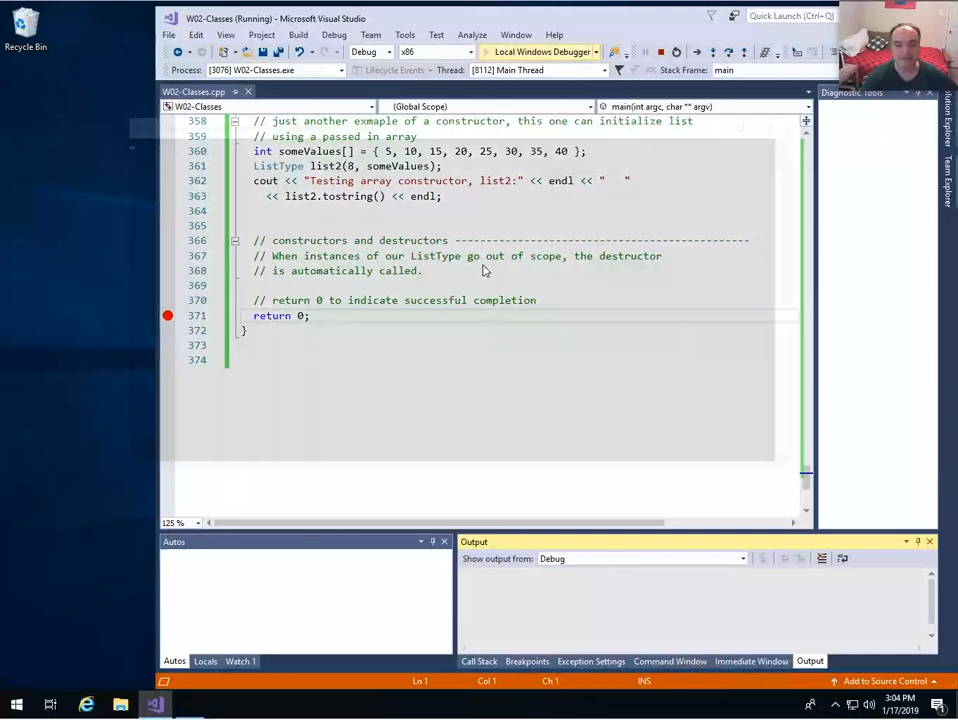 W02-Classes (Running) - Microsoft Visual Studio
Quick Launch (Ctrl+Q)
File Edit View Project Build Debug Team Tools Test Analyze Window Help
Debug x86 Local Windows Debugger
Process: [3076] W02-Classes.exe Lifecycle Events Thread: [8112] Main Thread Stack Frame: main
W02-Classes.cpp
Diagnostic Tools
W02-Classes (Global Scope) main(int argc, char ** argv)
358 // just another exmaple of a constructor, this one can initialize list
359 // using a passed in array
360 int someValues[] = { 5, 10, 15, 20, 25, 30, 35, 40 };
361 ListType list2(8, someValues);
362 cout << "Testing array constructor, list2:" << endl << "   "
363 << list2.tostring() << endl;
364
365
366 // constructors and destructors -----------------------------------------------
367 // When instances of our ListType go out of scope, the destructor
368 // is automatically called.
369
370 // return 0 to indicate successful completion
371 return 0;
372 }
373
374
125 %
Autos
Output
Show output from: Debug
Autos Locals Watch 1
Call Stack Breakpoints Exception Settings Command Window Immediate Window Output
Ln 1 Col 1 Ch 1 INS Add to Source Control
Recycle Bin
Solution Explorer
Team Explorer
3:04 PM
1/17/2019
1